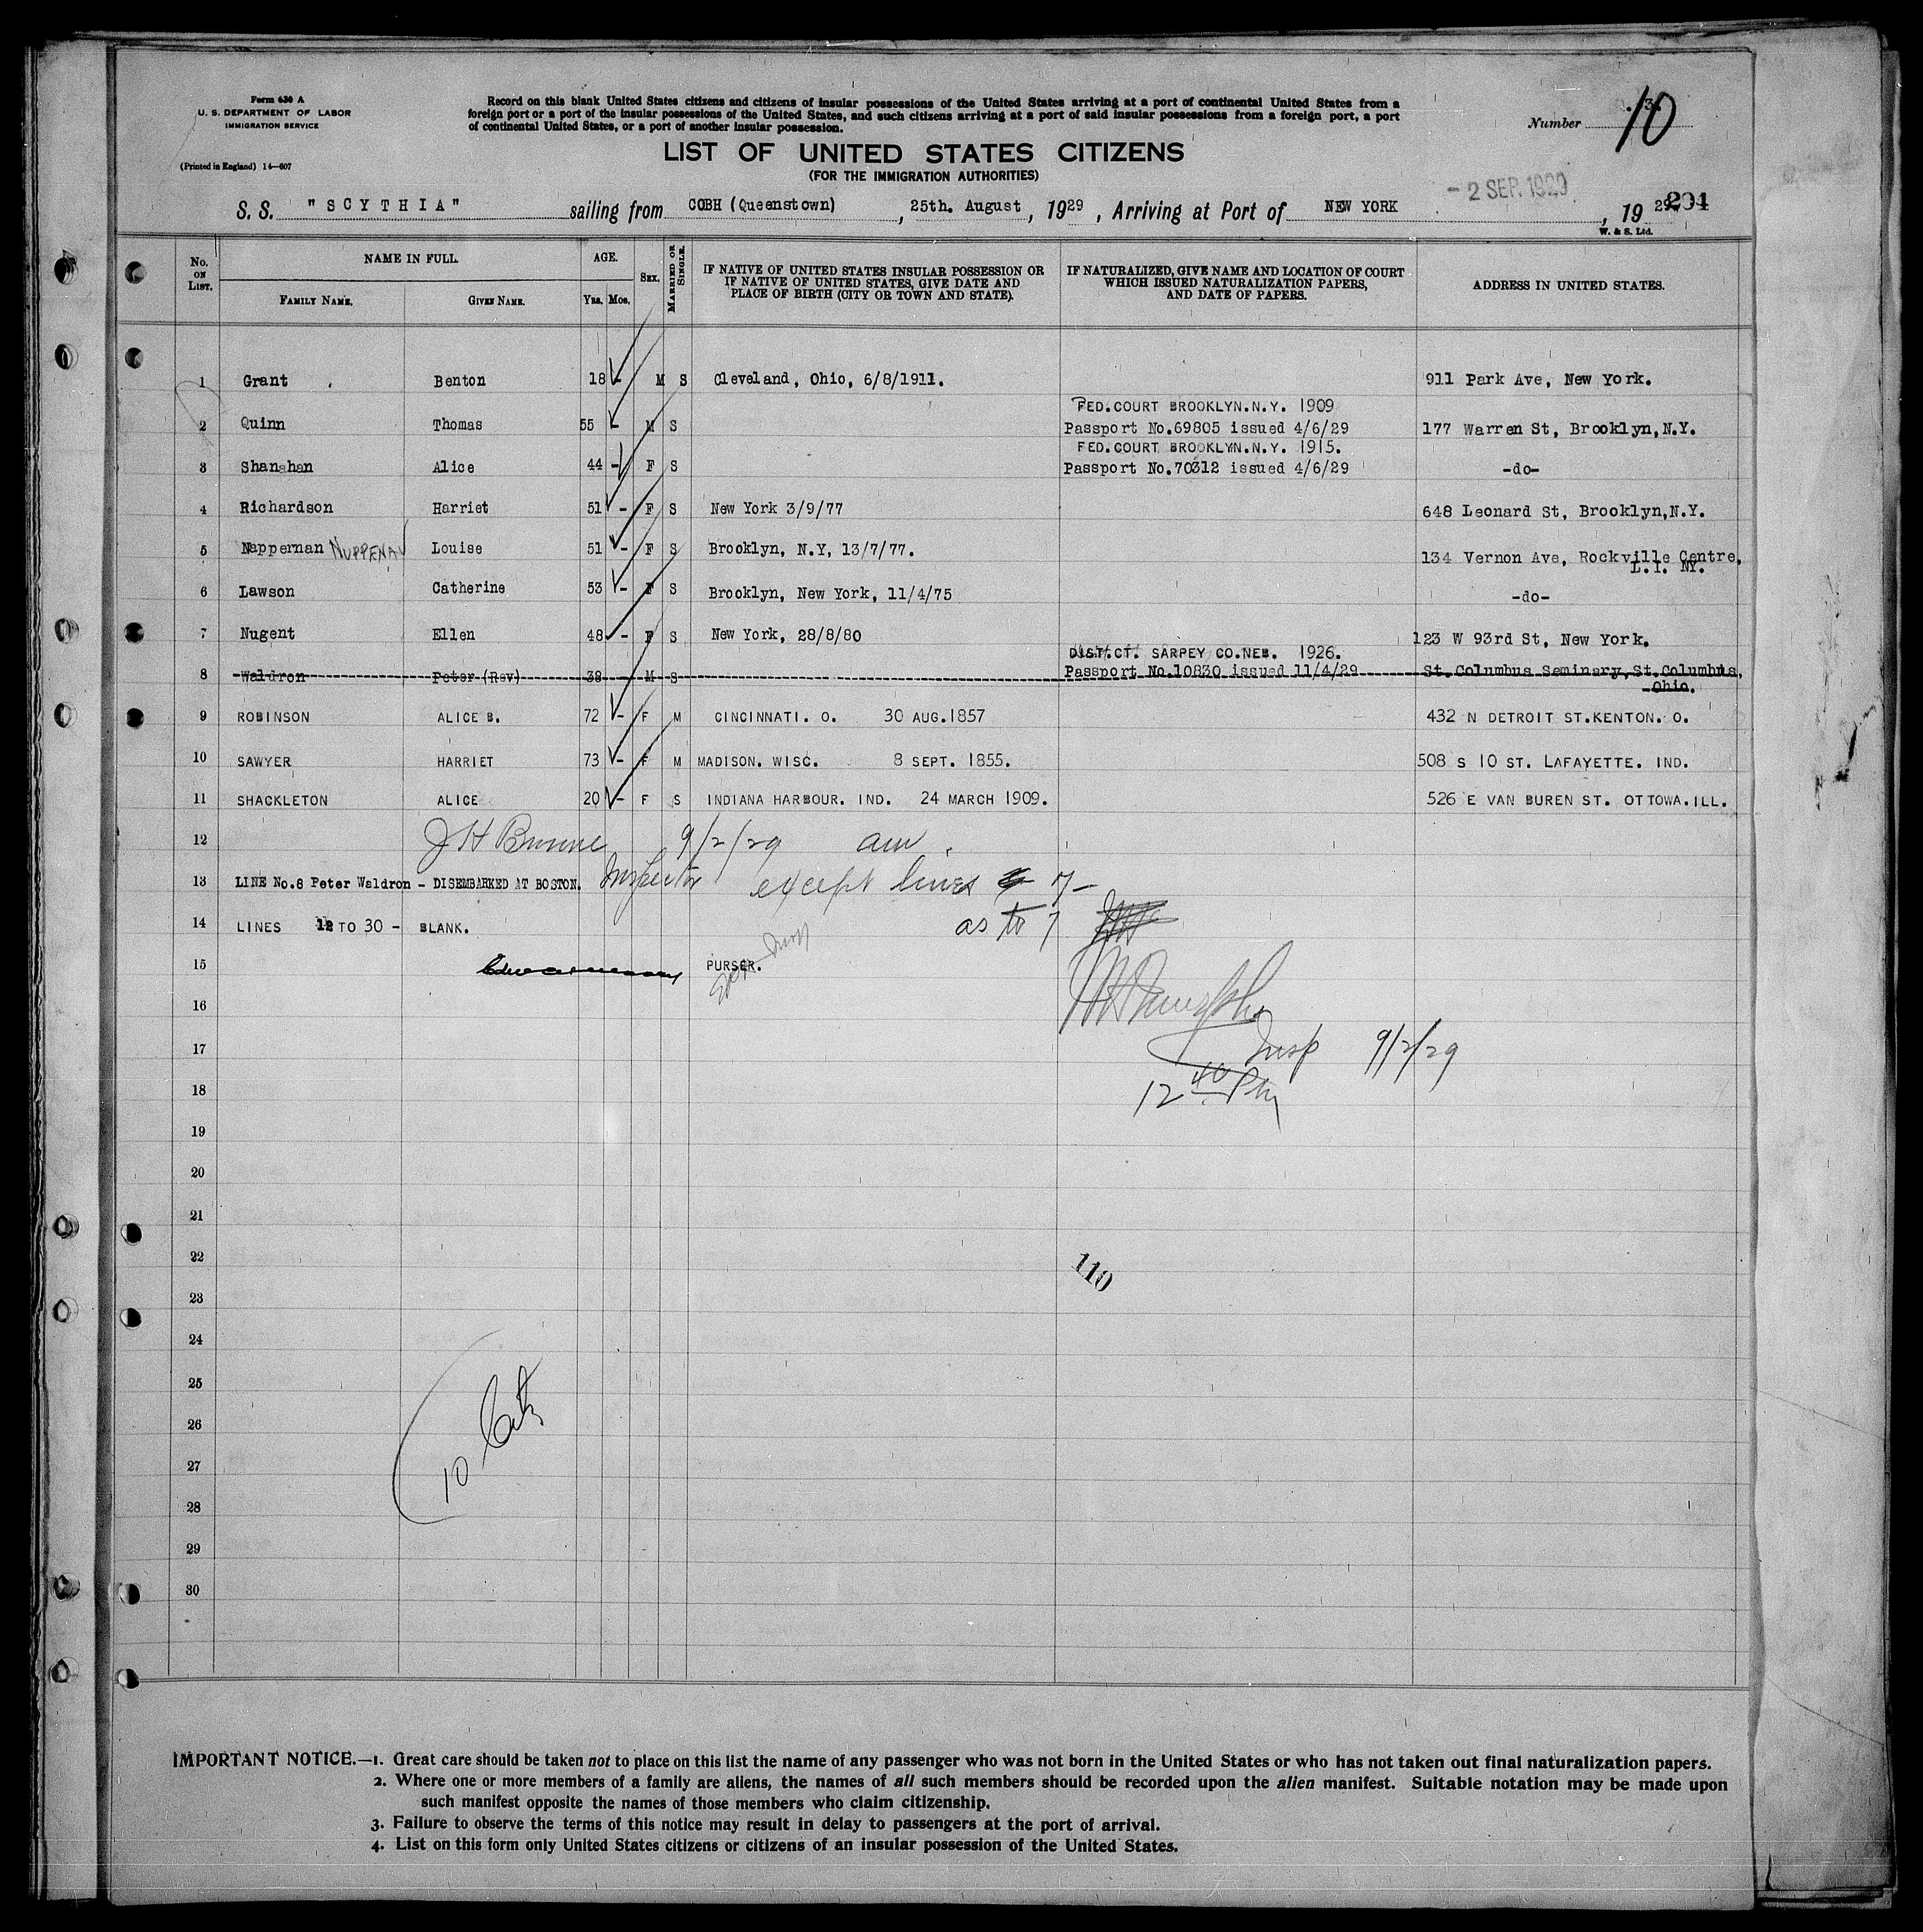 Form 630 A
U. S. DEPARTMENT OF LABOR
IMMIGRATION SERVICE
(Printed in England) 14—607
Record on this blank United States citizens and citizens of insular possessions of the United States arriving at a port of continental United States from a
foreign port or a port of the insular possessions of the United States, and such citizens arriving at a port of said insular possessions from a foreign port, a port
of continental United States, or a port of another insular possession.
Number 10
LIST OF UNITED STATES CITIZENS
(FOR THE IMMIGRATION AUTHORITIES)
- 2 SEP. 1929
S. S. "SCYTHIA" sailing from COBH (Queenstown), 25th. August, 1929, Arriving at Port of NEW YORK, 19 29 204
W. & S. Ltd.
No. ON LIST. NAME IN FULL. FAMILY NAME. GIVEN NAME. AGE. Yrs. Mos. SEX. MARRIED OR SINGLE.
IF NATIVE OF UNITED STATES INSULAR POSSESSION OR
IF NATIVE OF UNITED STATES, GIVE DATE AND
PLACE OF BIRTH (CITY OR TOWN AND STATE).
IF NATURALIZED, GIVE NAME AND LOCATION OF COURT
WHICH ISSUED NATURALIZATION PAPERS,
AND DATE OF PAPERS.
ADDRESS IN UNITED STATES.
1 Grant Benton 18 - M S Cleveland, Ohio, 6/8/1911. 911 Park Ave, New York.
FED.COURT BROOKLYN.N.Y. 1909
2 Quinn Thomas 55 - M S Passport No.69805 issued 4/6/29 177 Warren St, Brooklyn,N.Y.
FED.COURT BROOKLYN.N.Y. 1915.
3 Shanahan Alice 44 - F S Passport No.70312 issued 4/6/29 -do-
4 Richardson Harriet 51 - F S New York 3/9/77 648 Leonard St, Brooklyn,N.Y.
5 Nappernan NUPPENAU Louise 51 - F S Brooklyn, N.Y, 13/7/77. 134 Vernon Ave, Rockville Centre,
L.I. NY.
6 Lawson Catherine 53 - F S Brooklyn, New York, 11/4/75 -do-
7 Nugent Ellen 48 - F S New York, 28/8/80 123 W 93rd St, New York.
DIST.CT. SARPEY CO.NEB. 1926.
8 Waldron Peter (Rev) 38 - M S Passport No.10830 issued 11/4/29 St.Columbus Seminary,St.Columbus,
Ohio.
9 ROBINSON ALICE B. 72 - F M CINCINNATI. O. 30 AUG.1857 432 N DETROIT ST.KENTON. O.
10 SAWYER HARRIET 73 - F M MADISON. WISC. 8 SEPT. 1855. 508 S 10 ST. LAFAYETTE. IND.
11 SHACKLETON ALICE 20 - F S INDIANA HARBOUR. IND. 24 MARCH 1909. 526 E VAN BUREN ST. OTTOWA.ILL.
12 J H 9/2/29 am.
13 LINE No.8 Peter Waldron - DISEMBARKED AT BOSTON. Inspector except lines 7-
14 LINES 12 TO 30 - BLANK. as to 7
15 PURSER.
16
17 Insp 9/2/29
18 12 40 PM
19
20
21
22 110
23
24
25
26
27 10 Cits
28
29
30
IMPORTANT NOTICE.—1. Great care should be taken not to place on this list the name of any passenger who was not born in the United States or who has not taken out final naturalization papers.
2. Where one or more members of a family are aliens, the names of all such members should be recorded upon the alien manifest. Suitable notation may be made upon
such manifest opposite the names of those members who claim citizenship.
3. Failure to observe the terms of this notice may result in delay to passengers at the port of arrival.
4. List on this form only United States citizens or citizens of an insular possession of the United States.